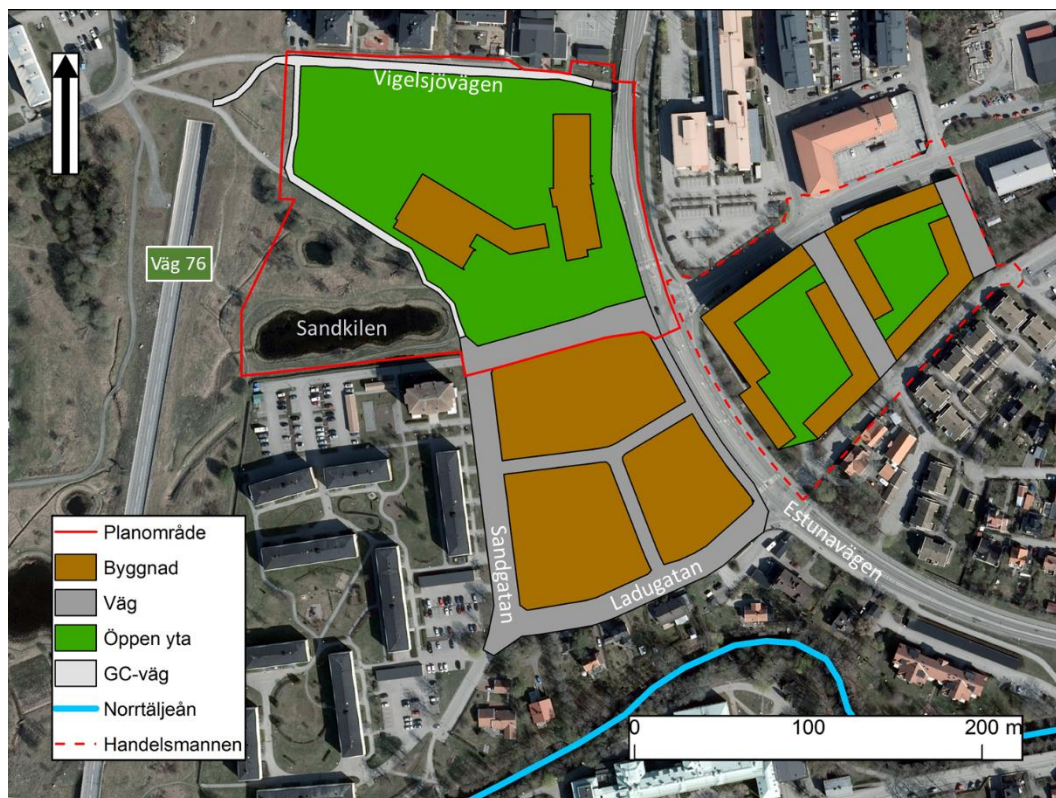 Vigelsjövägen
Väg 76
Sandkilen
Sandgatan
Ladugatan
Estunavägen
Planområde
Byggnad
Väg
Öppen yta
GC-väg
Norrtäljeån
Handelsmannen
0 100 200 m